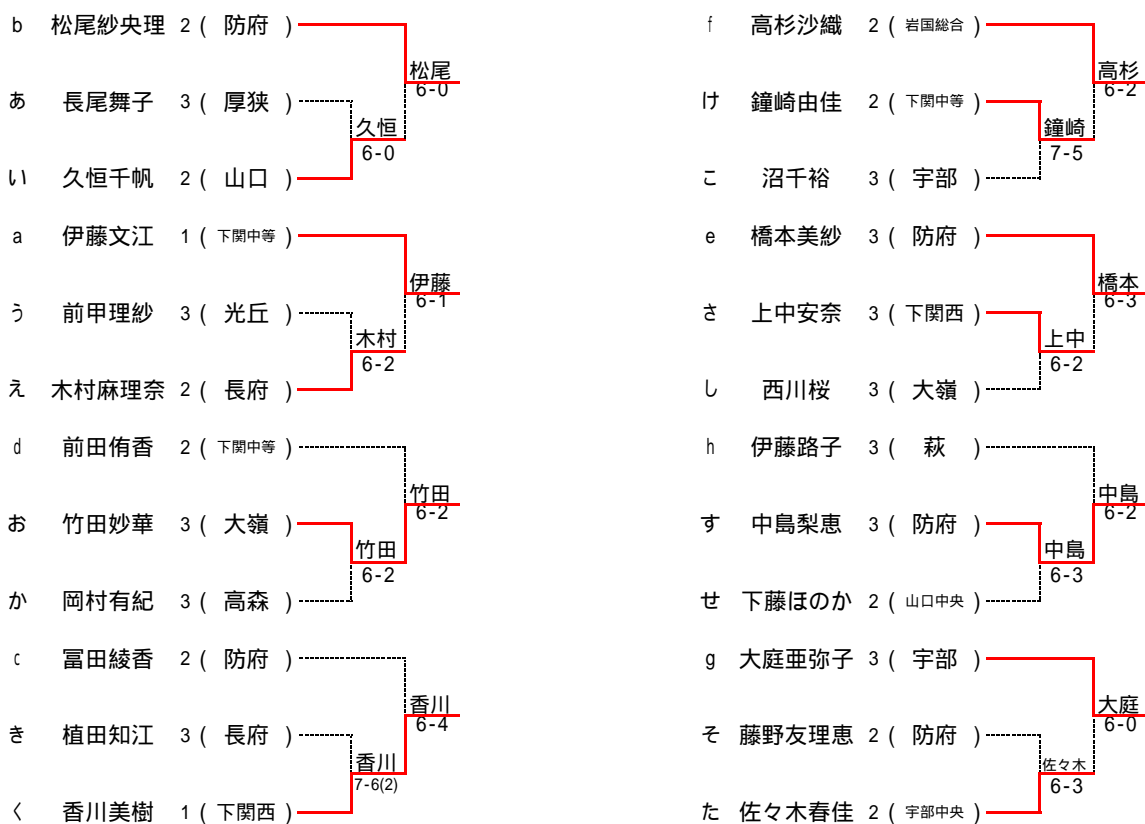 b 松尾紗央理 2 ( 防府 )
松尾
6-0
あ 長尾舞子 3 ( 厚狭 )
久恒
6-0
い 久恒千帆 2 ( 山口 )
a 伊藤文江 1 ( 下関中等 )
伊藤
6-1
う 前甲理紗 3 ( 光丘 )
木村
6-2
え 木村麻理奈 2 ( 長府 )
d 前田侑香 2 ( 下関中等 )
竹田
6-2
お 竹田妙華 3 ( 大嶺 )
竹田
6-2
か 岡村有紀 3 ( 高森 )
c 冨田綾香 2 ( 防府 )
香川
6-4
き 植田知江 3 ( 長府 )
香川
7-6(2)
く 香川美樹 1 ( 下関西 )
f 高杉沙織 2 ( 岩国総合 )
高杉
6-2
け 鐘崎由佳 2 ( 下関中等 )
鐘崎
7-5
こ 沼千裕 3 ( 宇部 )
e 橋本美紗 3 ( 防府 )
橋本
6-3
さ 上中安奈 3 ( 下関西 )
上中
6-2
し 西川桜 3 ( 大嶺 )
h 伊藤路子 3 ( 萩 )
中島
6-2
す 中島梨恵 3 ( 防府 )
中島
6-3
せ 下藤ほのか 2 ( 山口中央 )
g 大庭亜弥子 3 ( 宇部 )
大庭
6-0
そ 藤野友理恵 2 ( 防府 )
佐々木
6-3
た 佐々木春佳 2 ( 宇部中央 )